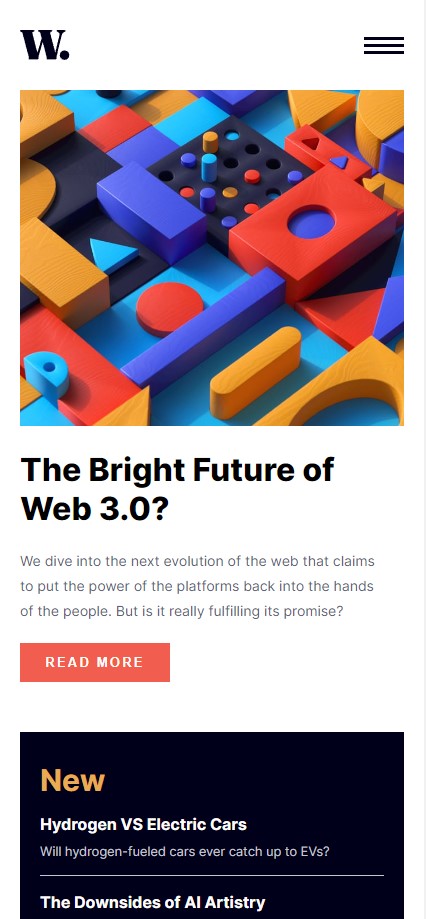 W.
The Bright Future of
Web 3.0?
We dive into the next evolution of the web that claims
to put the power of the platforms back into the hands
of the people. But is it really fulfilling its promise?
READ MORE
New
Hydrogen VS Electric Cars
Will hydrogen-fueled cars ever catch up to EVs?
The Downsides of AI Artistry